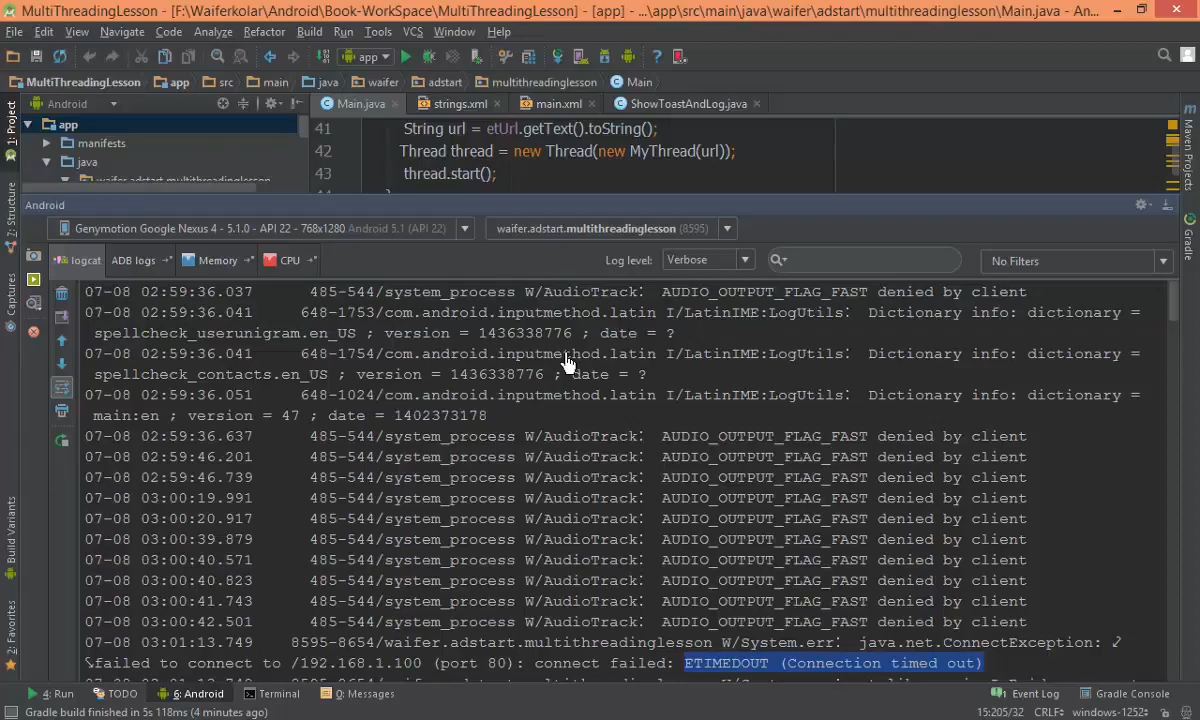 MultiThreadingLesson - [F:\Waiferkolar\Android\Book-WorkSpace\MultiThreadingLesson] - [app] - ...\app\src\main\java\waifer\adstart\multithreadinglesson\Main.java - An...
File Edit View Navigate Code Analyze Refactor Build Run Tools VCS Window Help
app
MultiThreadingLesson app src main java waifer adstart multithreadinglesson Main
Android Main.java strings.xml main.xml ShowToastAndLog.java
app
manifests
java
waifer.adstart.multithreadinglesson
41 String url = etUrl.getText().toString();
42 Thread thread = new Thread(new MyThread(url));
43 thread.start();
1: Project
7: Structure
Captures
Build Variants
2: Favorites
Maven Projects
Gradle
Android
Genymotion Google Nexus 4 - 5.1.0 - API 22 - 768x1280 Android 5.1 (API 22) waifer.adstart.multithreadinglesson (8595)
logcat ADB logs Memory CPU Log level: Verbose No Filters
07-08 02:59:36.037 485-544/system_process W/AudioTrack: AUDIO_OUTPUT_FLAG_FAST denied by client
07-08 02:59:36.041 648-1753/com.android.inputmethod.latin I/LatinIME:LogUtils: Dictionary info: dictionary =
spellcheck_userunigram.en_US ; version = 1436338776 ; date = ?
07-08 02:59:36.041 648-1754/com.android.inputmethod.latin I/LatinIME:LogUtils: Dictionary info: dictionary =
spellcheck_contacts.en_US ; version = 1436338776 ; date = ?
07-08 02:59:36.051 648-1024/com.android.inputmethod.latin I/LatinIME:LogUtils: Dictionary info: dictionary =
main:en ; version = 47 ; date = 1402373178
07-08 02:59:36.637 485-544/system_process W/AudioTrack: AUDIO_OUTPUT_FLAG_FAST denied by client
07-08 02:59:46.201 485-544/system_process W/AudioTrack: AUDIO_OUTPUT_FLAG_FAST denied by client
07-08 02:59:46.739 485-544/system_process W/AudioTrack: AUDIO_OUTPUT_FLAG_FAST denied by client
07-08 03:00:19.991 485-544/system_process W/AudioTrack: AUDIO_OUTPUT_FLAG_FAST denied by client
07-08 03:00:20.917 485-544/system_process W/AudioTrack: AUDIO_OUTPUT_FLAG_FAST denied by client
07-08 03:00:39.879 485-544/system_process W/AudioTrack: AUDIO_OUTPUT_FLAG_FAST denied by client
07-08 03:00:40.571 485-544/system_process W/AudioTrack: AUDIO_OUTPUT_FLAG_FAST denied by client
07-08 03:00:40.823 485-544/system_process W/AudioTrack: AUDIO_OUTPUT_FLAG_FAST denied by client
07-08 03:00:41.743 485-544/system_process W/AudioTrack: AUDIO_OUTPUT_FLAG_FAST denied by client
07-08 03:00:42.501 485-544/system_process W/AudioTrack: AUDIO_OUTPUT_FLAG_FAST denied by client
07-08 03:01:13.749 8595-8654/waifer.adstart.multithreadinglesson W/System.err: java.net.ConnectException:
failed to connect to /192.168.1.100 (port 80): connect failed: ETIMEDOUT (Connection timed out)
4: Run TODO 6: Android Terminal 0: Messages Event Log Gradle Console
Gradle build finished in 5s 118ms (4 minutes ago) 15:205/32 CRLF÷ windows-1252÷